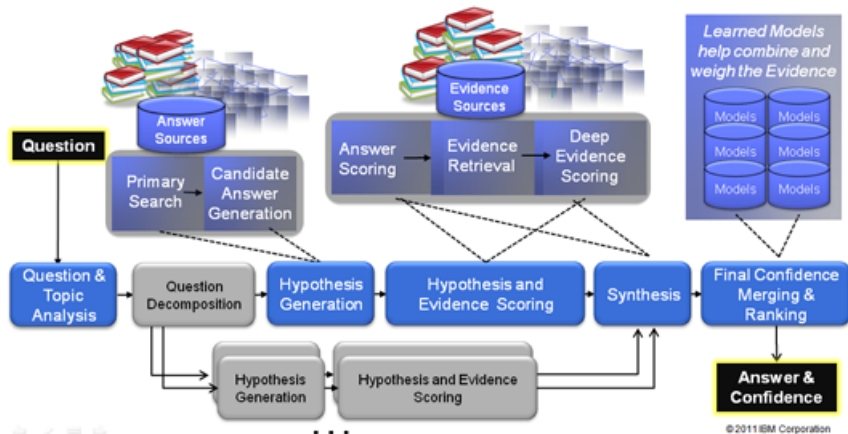 Learned Models
help combine and
weigh the Evidence
Answer
Sources
Evidence
Sources
Models Models
Models Models
Models Models
Question
Primary
Search
Candidate
Answer
Generation
Answer
Scoring
Evidence
Retrieval
Deep
Evidence
Scoring
Question &
Topic
Analysis
Question
Decomposition
Hypothesis
Generation
Hypothesis and
Evidence Scoring
Synthesis
Final Confidence
Merging &
Ranking
Hypothesis
Generation
Hypothesis and Evidence
Scoring
Answer &
Confidence
. . .
© 2011 IBM Corporation